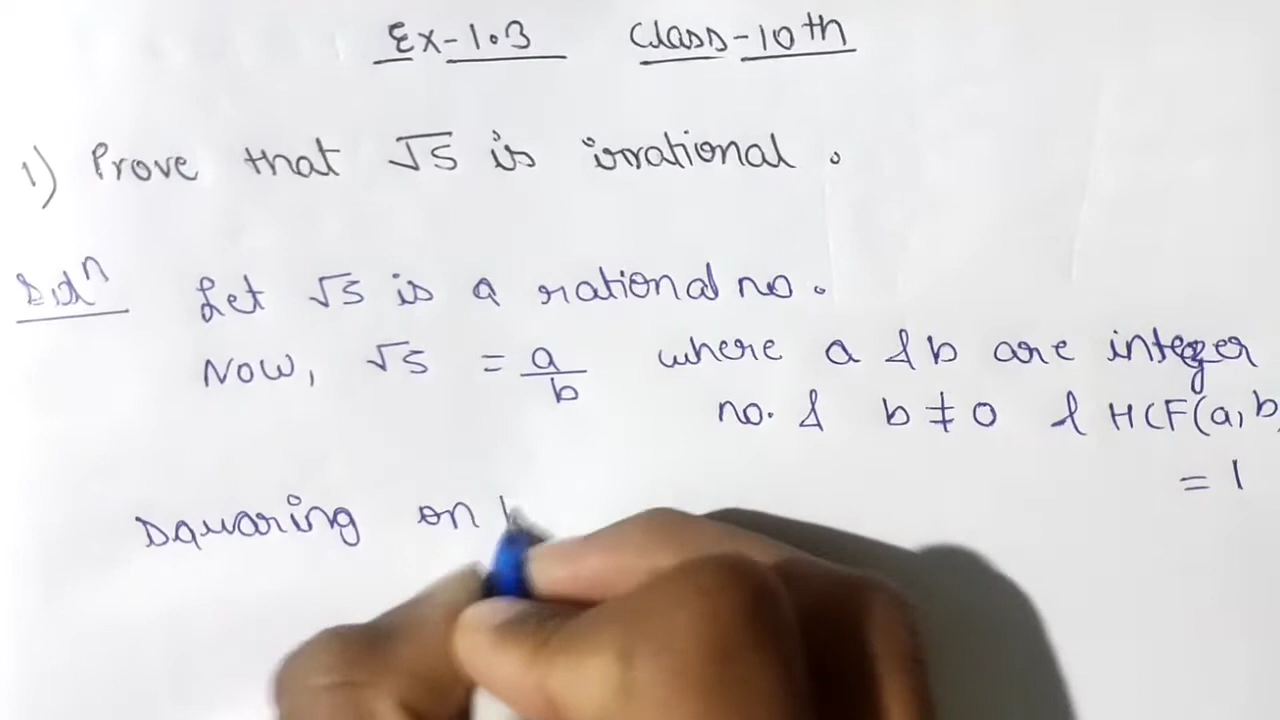 Ex-1.3 Class-10th
1) Prove that √5 is irrational.
Solⁿ Let √5 is a rational no.
Now, √5 = a/b where a & b are integer
no. & b ≠ 0 & HCF(a, b)
= 1
Squaring on